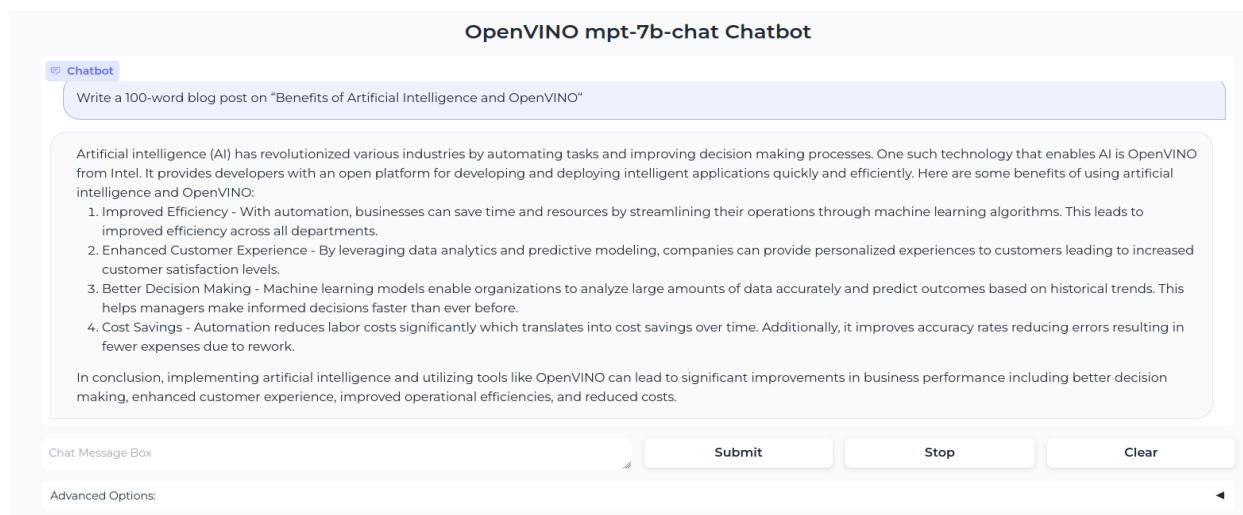 OpenVINO mpt-7b-chat Chatbot
Chatbot
Write a 100-word blog post on “Benefits of Artificial Intelligence and OpenVINO“
Artificial intelligence (AI) has revolutionized various industries by automating tasks and improving decision making processes. One such technology that enables AI is OpenVINO
from Intel. It provides developers with an open platform for developing and deploying intelligent applications quickly and efficiently. Here are some benefits of using artificial
intelligence and OpenVINO:
1. Improved Efficiency - With automation, businesses can save time and resources by streamlining their operations through machine learning algorithms. This leads to
improved efficiency across all departments.
2. Enhanced Customer Experience - By leveraging data analytics and predictive modeling, companies can provide personalized experiences to customers leading to increased
customer satisfaction levels.
3. Better Decision Making - Machine learning models enable organizations to analyze large amounts of data accurately and predict outcomes based on historical trends. This
helps managers make informed decisions faster than ever before.
4. Cost Savings - Automation reduces labor costs significantly which translates into cost savings over time. Additionally, it improves accuracy rates reducing errors resulting in
fewer expenses due to rework.
In conclusion, implementing artificial intelligence and utilizing tools like OpenVINO can lead to significant improvements in business performance including better decision
making, enhanced customer experience, improved operational efficiencies, and reduced costs.
Chat Message Box
Submit
Stop
Clear
Advanced Options: